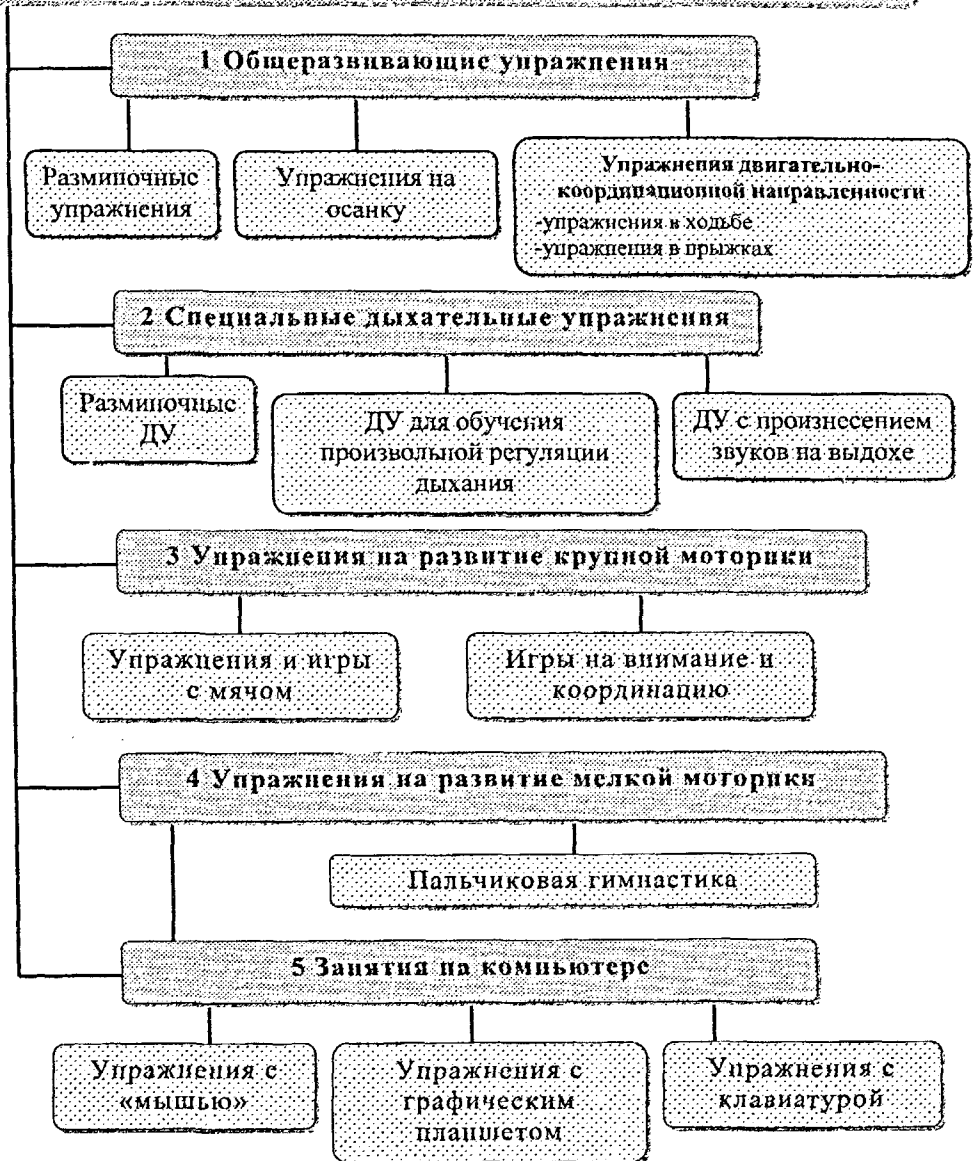 1 Общеразвивающие упражнения
Разминочные
упражнения
Упражнения на
осанку
Упражнения двигательно-
координационной направленности
-упражнения в ходьбе
-упражнения в прыжках
2 Специальные дыхательные упражнения
Разминочные
ДУ
ДУ для обучения
произвольной регуляции
дыхания
ДУ с произнесением
звуков на выдохе
3 Упражнения на развитие крупной моторики
Упражнения и игры
с мячом
Игры на внимание и
координацию
4 Упражнения на развитие мелкой моторики
Пальчиковая гимнастика
5 Занятия на компьютере
Упражнения с
«мышью»
Упражнения с
графическим
планшетом
Упражнения с
клавиатурой